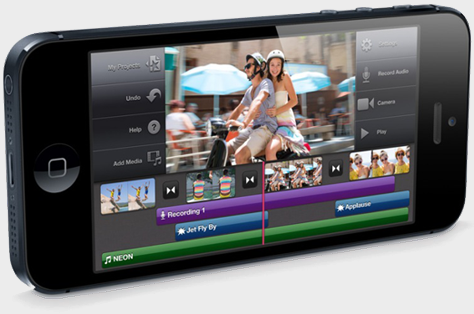 My Projects
Undo
Help
Add Media
Settings
Record Audio
Camera
Play
Recording 1
Jet Fly By
Applause
NEON